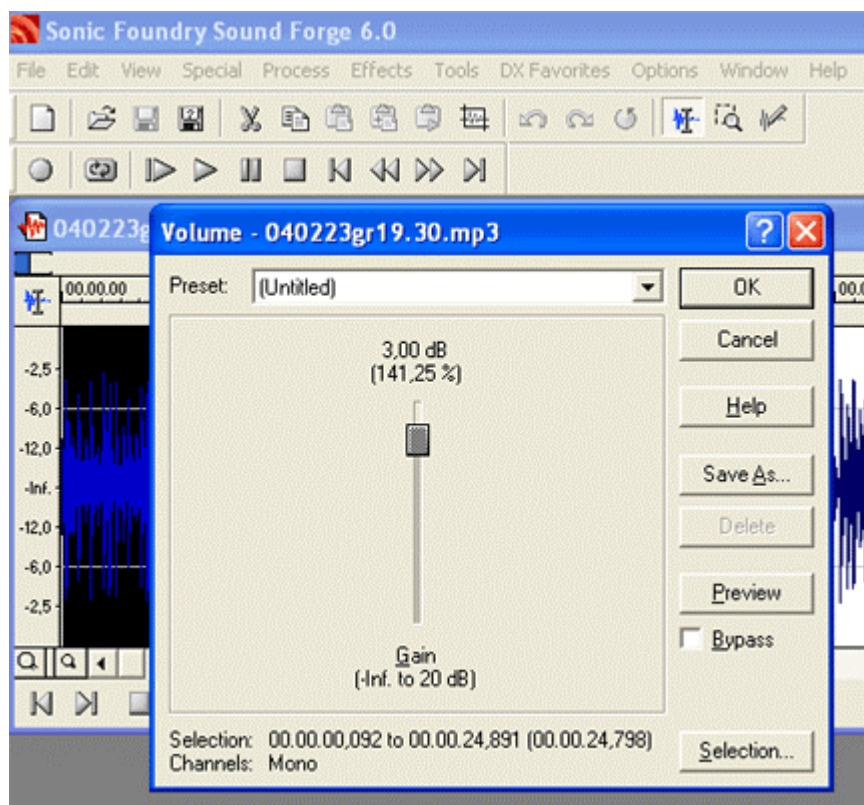 Sonic Foundry Sound Forge 6.0
File Edit View Special Process Effects Tools DX Favorites Options Window Help
040223g
Volume - 040223gr19.30.mp3
00.00.00
Preset: (Untitled)
OK
,00.0
3,00 dB
(141,25 %)
Cancel
-2,5
-6,0
-12,0
-Inf.
-12,0
-6,0
-2,5
Help
Save As...
Delete
Preview
Bypass
Gain
(-Inf. to 20 dB)
Selection: 00.00.00,092 to 00.00.24,891 (00.00.24,798)
Channels: Mono
Selection...